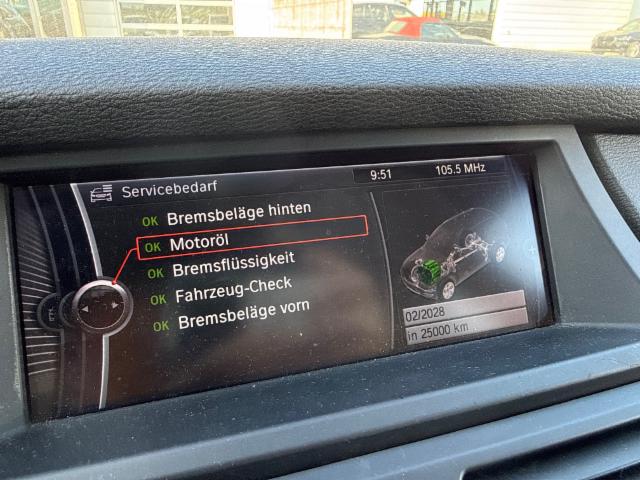 9:51 105.5 MHz
Servicebedarf
OK Bremsbeläge hinten
OK Motoröl
OK Bremsflüssigkeit
OK Fahrzeug-Check
OK Bremsbeläge vorn
02/2028
in 25000 km